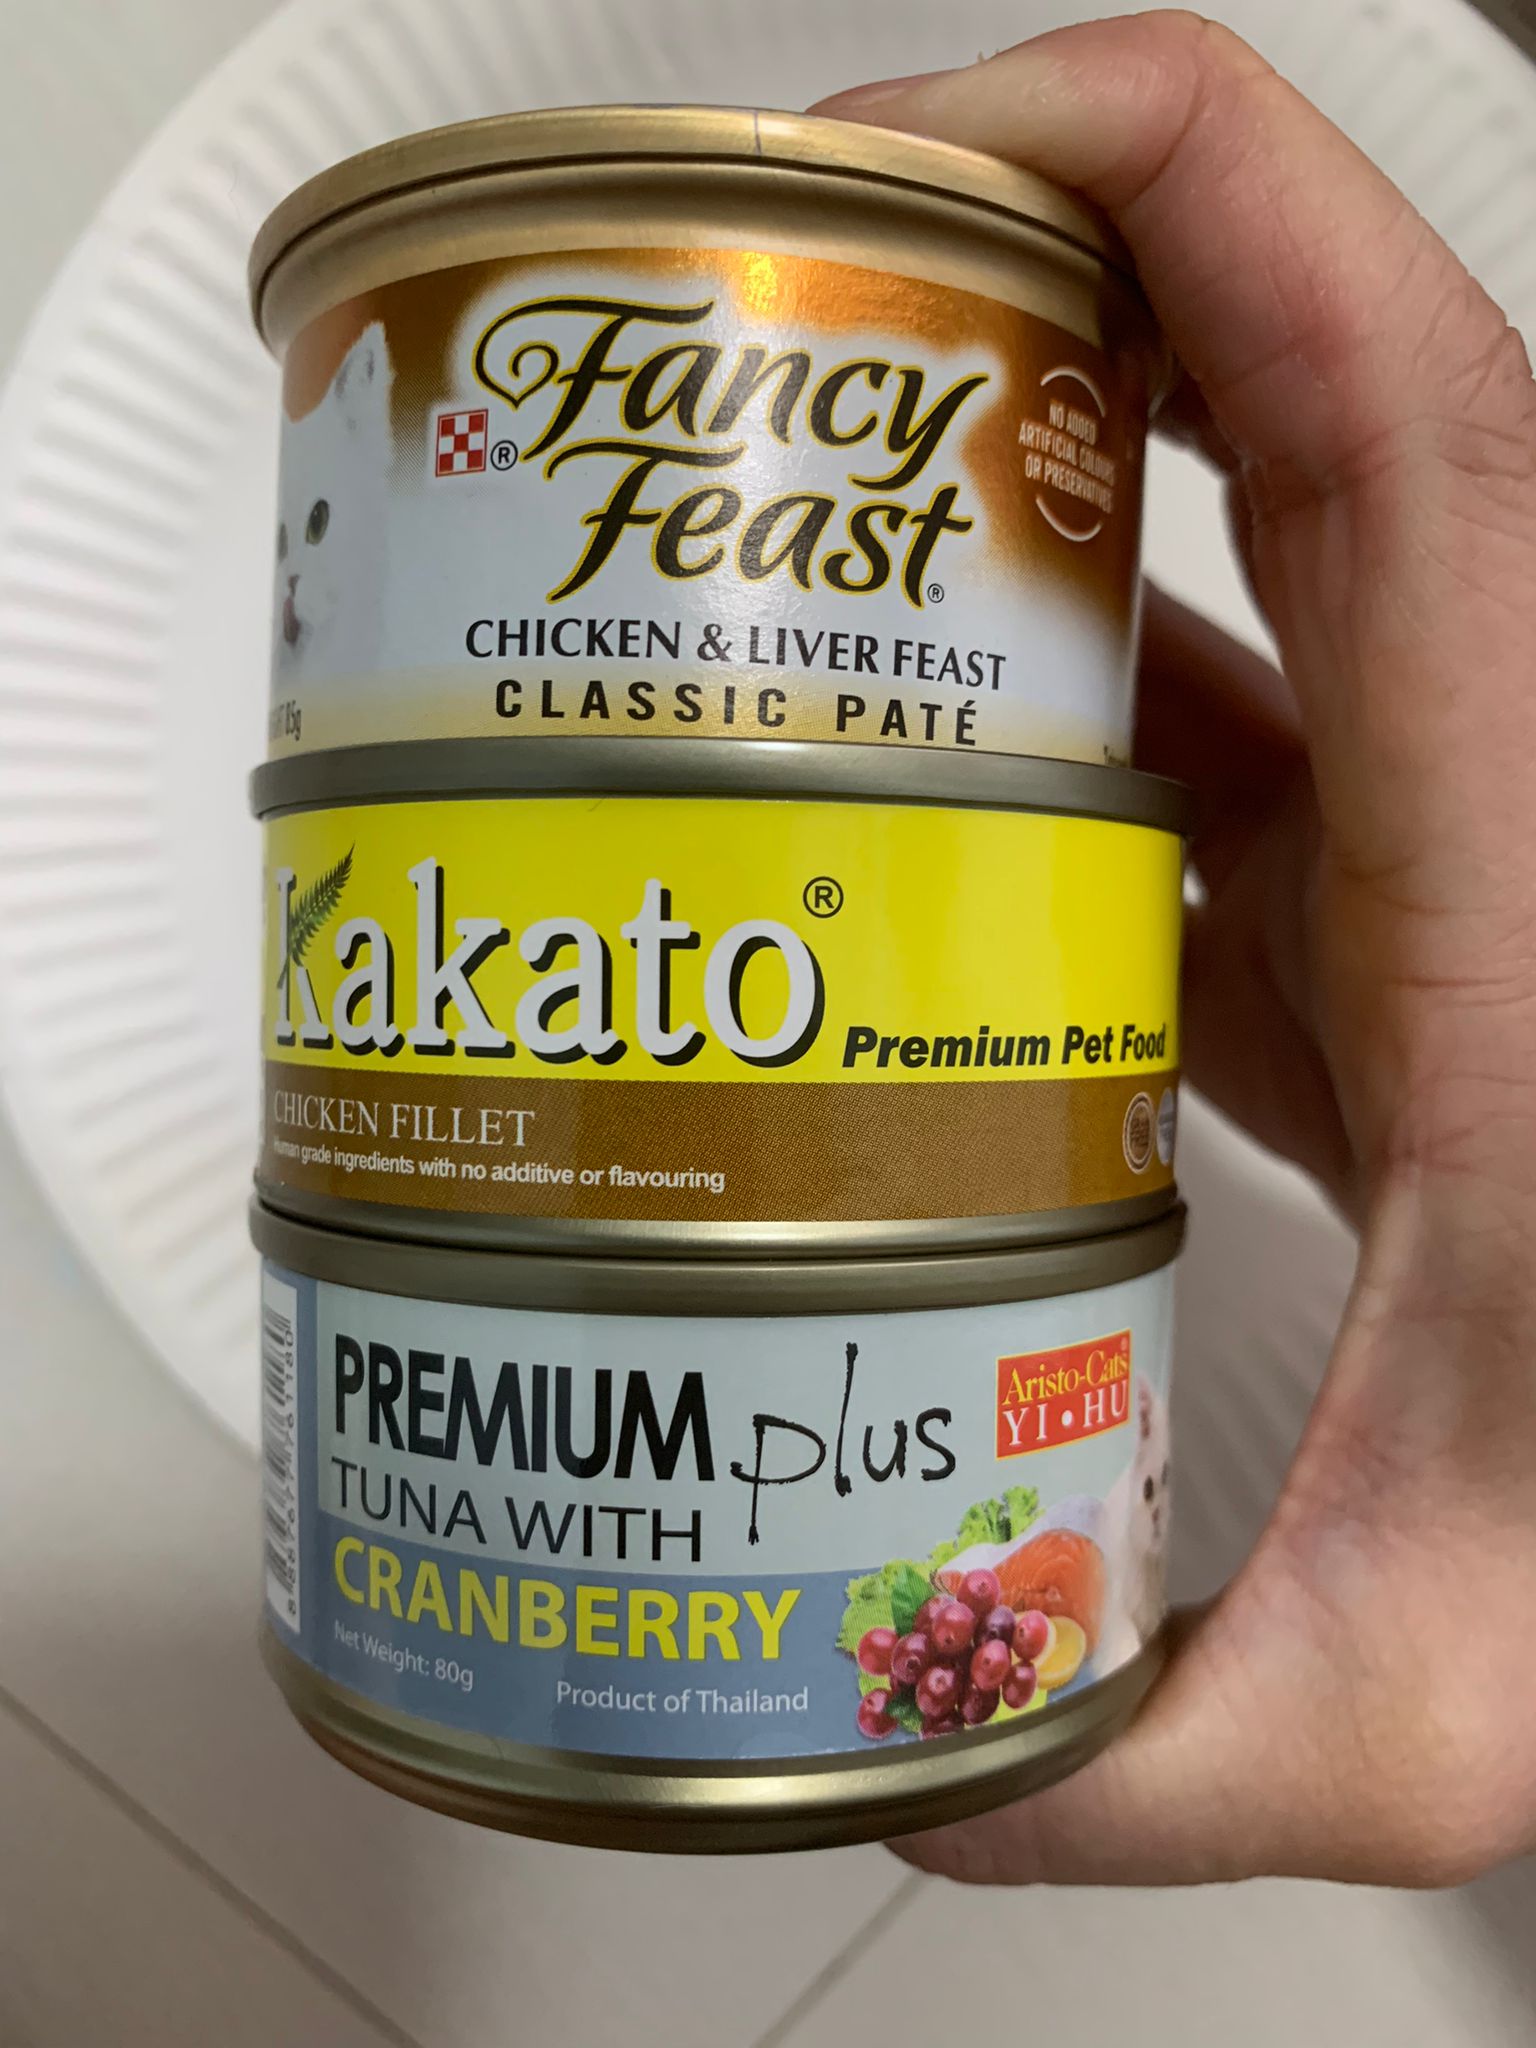 Fancy
Feast®
®
NO ADDED
ARTIFICIAL COLOURS
OR PRESERVATIVES
CHICKEN & LIVER FEAST
CLASSIC PATÉ
85g
Kakato®
Premium Pet Food
CHICKEN FILLET
Human grade ingredients with no additive or flavouring
PREMIUM plus
Aristo-Cats®
YI•HU
TUNA WITH
CRANBERRY
Net Weight: 80g
Product of Thailand